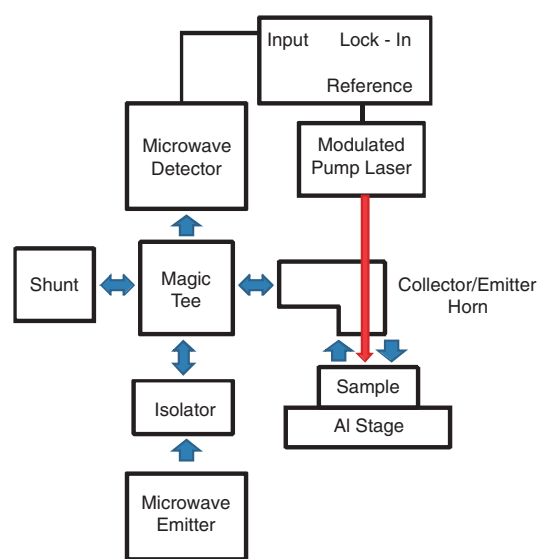 Input Lock - In
Reference
Microwave
Detector
Modulated
Pump Laser
Shunt
Magic
Tee
Collector/Emitter
Horn
Isolator
Sample
Al Stage
Microwave
Emitter